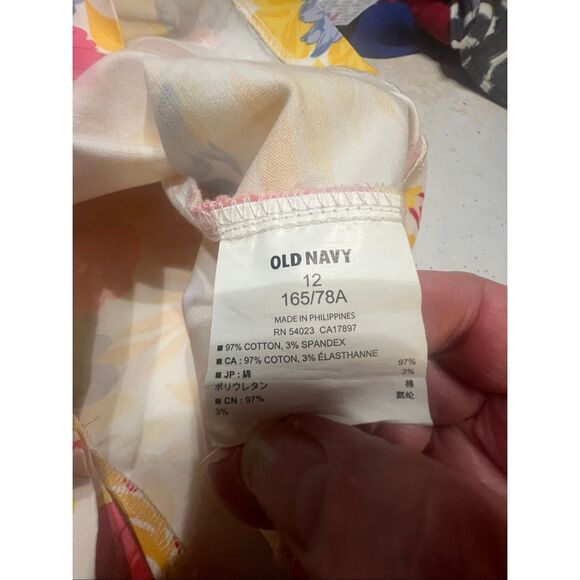 OLD NAVY
12
165/78A
MADE IN PHILIPPINES
RN 54023 CA17897
■ 97% COTTON, 3% SPANDEX
■ CA : 97% COTON, 3% ÉLASTHANNE
■ JP : 綿 97%
ポリウレタン 3%
■ CN : 97% 棉
3% 氨纶